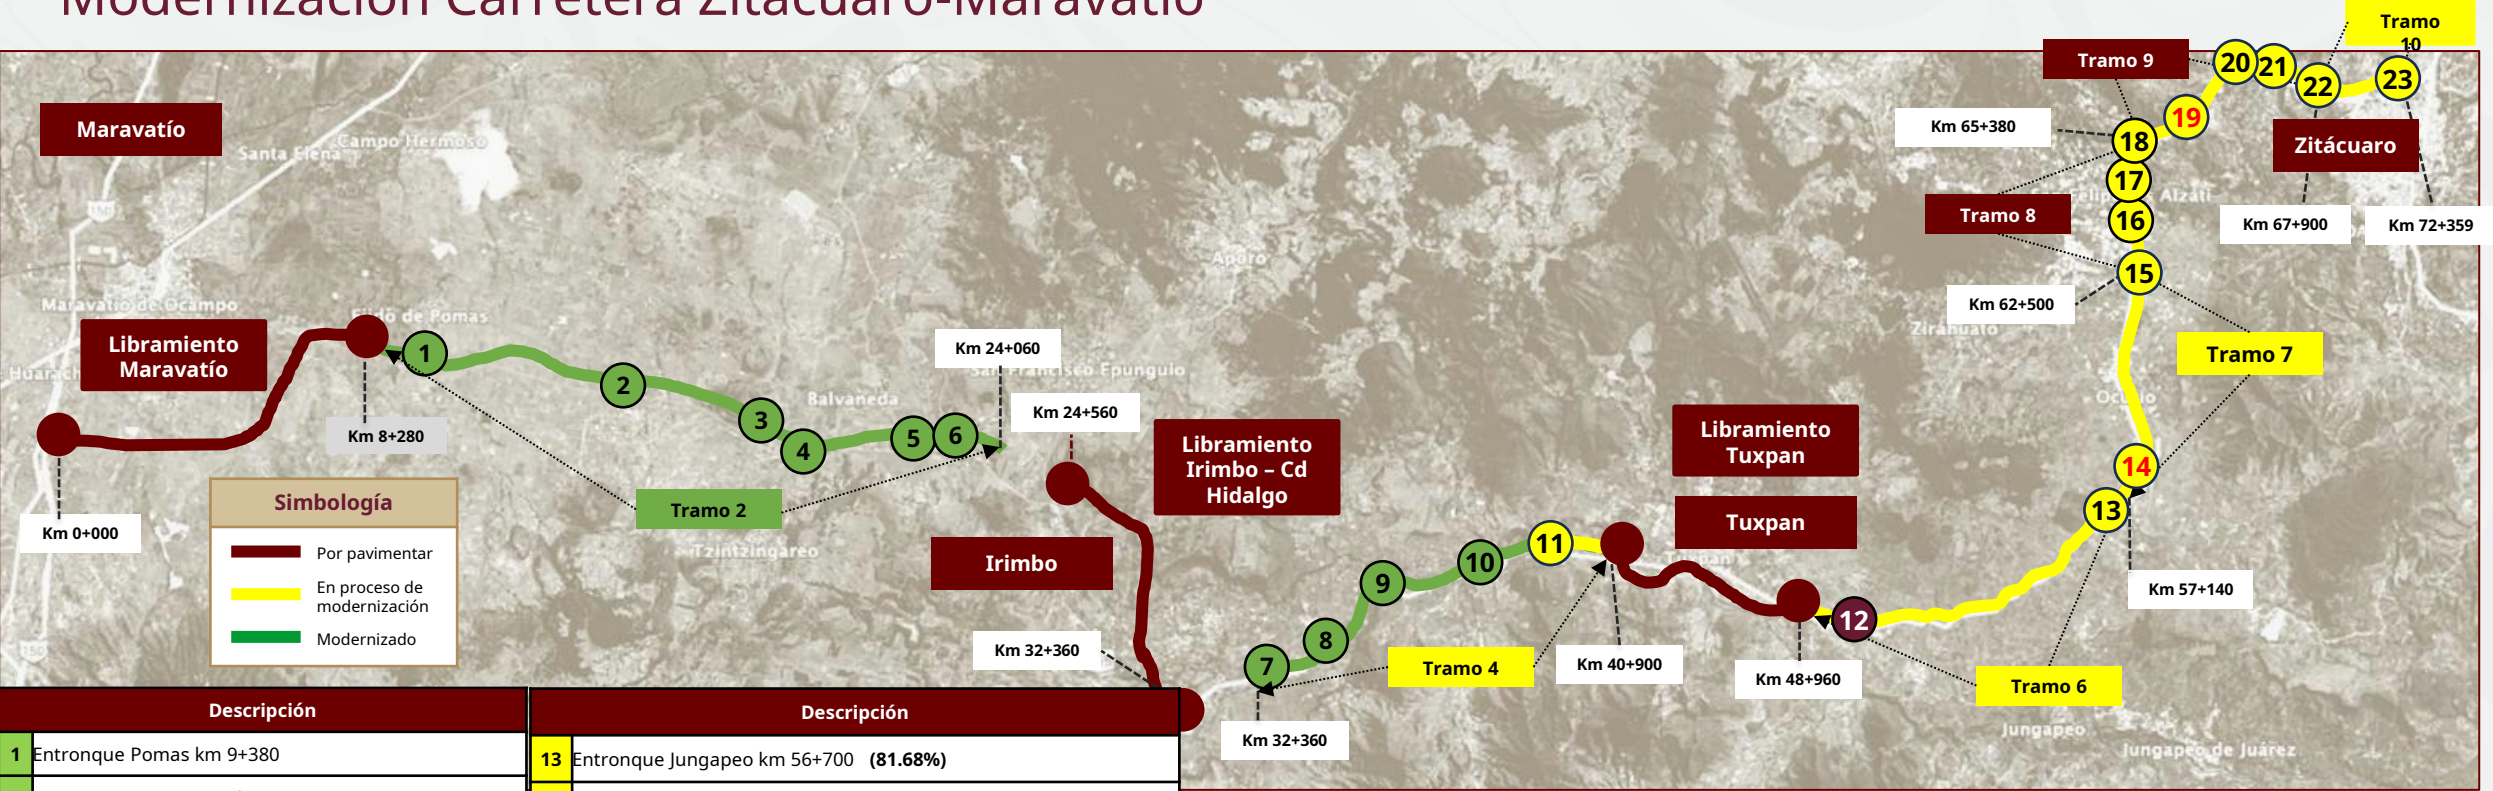 Modernización Carretera Zitácuaro-Maravatío
Tramo
10
Tramo 9
20
21
22
23
Maravatío
19
Km 65+380
18
Zitácuaro
Santa Elena
Campo Hermoso
17
Alzati
Tramo 8
16
Km 67+900
Km 72+359
Aporo
15
Maravatío de Ocampo
Km 62+500
Ejido de Pomas
Ziráhuato
Libramiento
Maravatío
1
Km 24+060
Tramo 7
San Francisco Epunguio
2
Balvaneda
3
Km 24+560
4
5
6
Km 8+280
Libramiento
Irimbo – Cd
Hidalgo
Libramiento
Tuxpan
14
Simbología
Tramo 2
13
Tuxpan
Km 0+000
Por pavimentar
En proceso de
modernización
Modernizado
Tzintzingareo
Irimbo
11
10
9
Km 57+140
12
8
7
Km 32+360
Tramo 4
Km 40+900
Km 48+960
Tramo 6
Km 32+360
Jungapeo
Jungapeo de Juárez
Descripción
Descripción
1 Entronque Pomas km 9+380
13 Entronque Jungapeo km 56+700 (81.68%)